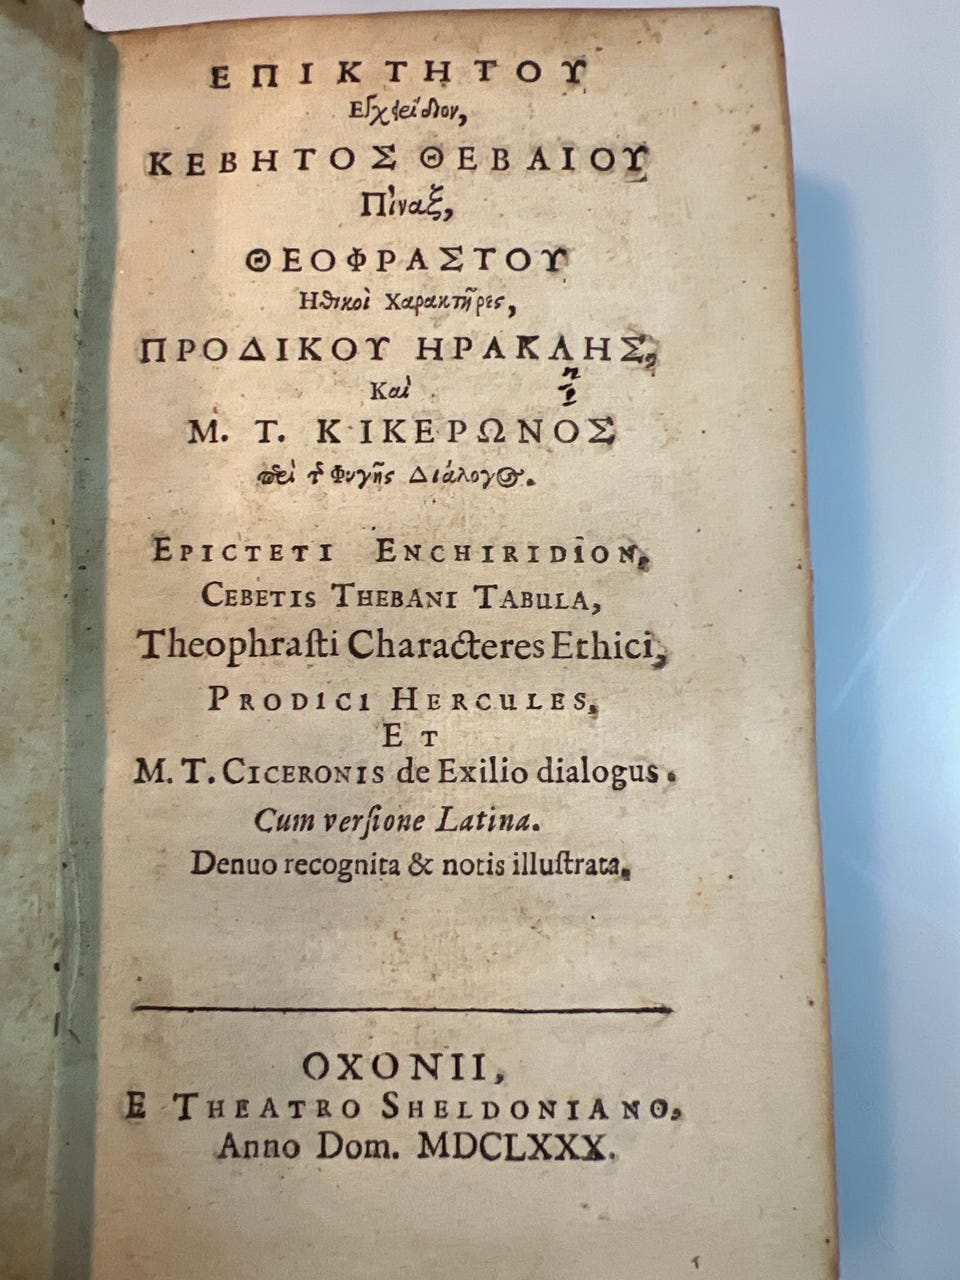 ΕΠΙΚΤΗΤΟΥ
Εγχειρίδιον,
ΚΕΒΗΤΟΣ ΘΕΒΑΙΟΥ
Πίναξ,
ΘΕΟΦΡΑΣΤΟΥ
Ηθικοὶ Χαρακτῆρες,
ΠΡΟΔΙΚΟΥ ΗΡΑΚΛΗΣ,
Καὶ
Μ. Τ. ΚΙΚΕΡΩΝΟΣ
περὶ τῆς Φυγῆς Διάλογος.
EPICTETI ENCHIRIDION,
CEBETIS THEBANI TABULA,
Theophraſti Characteres Ethici,
PRODICI HERCULES,
ET
M. T. CICERONIS de Exilio dialogus.
Cum verſione Latina.
Denuo recognita & notis illuſtrata.
OXONII,
E THEATRO SHELDONIANO,
Anno Dom. MDCLXXX.